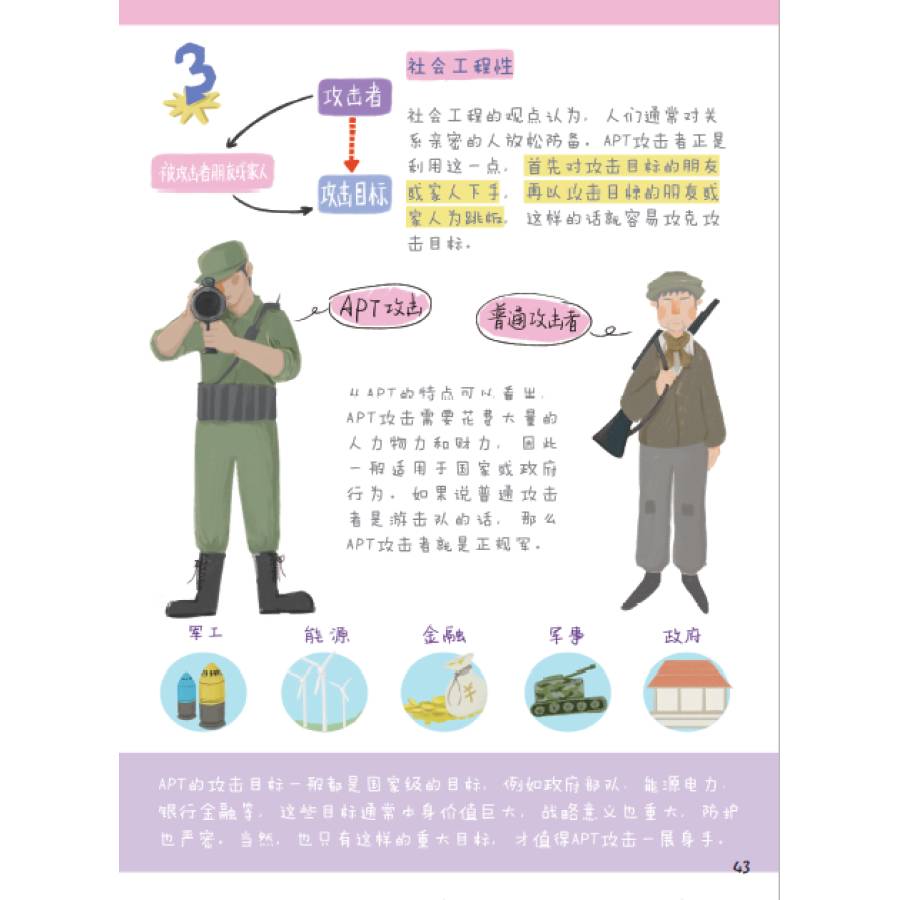 3
社会工程性
攻击者
被攻击者朋友或家人
攻击目标
社会工程的观点认为，人们通常对关
系亲密的人放松防备。APT攻击者正是
利用这一点，首先对攻击目标的朋友
或家人下手，再以攻击目标的朋友或
家人为跳板，这样的话就容易攻克攻
击目标。
APT攻击
普通攻击者
从APT的特点可以看出，
APT攻击需要花费大量的
人力物力和财力，因此
一般适用于国家或政府
行为。如果说普通攻击
者是游击队的话，那么
APT攻击者就是正规军。
军工
能源
金融
军事
政府
APT的攻击目标一般都是国家级的目标，例如政府部队、能源电力、
银行金融等，这些目标通常本身价值巨大，战略意义也重大，防护
也严密。当然，也只有这样的重大目标，才值得APT攻击一展身手。
43